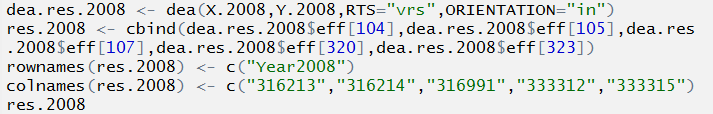 dea.res.2008 <- dea(X.2008,Y.2008,RTS="vrs",ORIENTATION="in")
res.2008 <- cbind(dea.res.2008$eff[104],dea.res.2008$eff[105],dea.res
.2008$eff[107],dea.res.2008$eff[320],dea.res.2008$eff[323])
rownames(res.2008) <- c("Year2008")
colnames(res.2008) <- c("316213","316214","316991","333312","333315")
res.2008